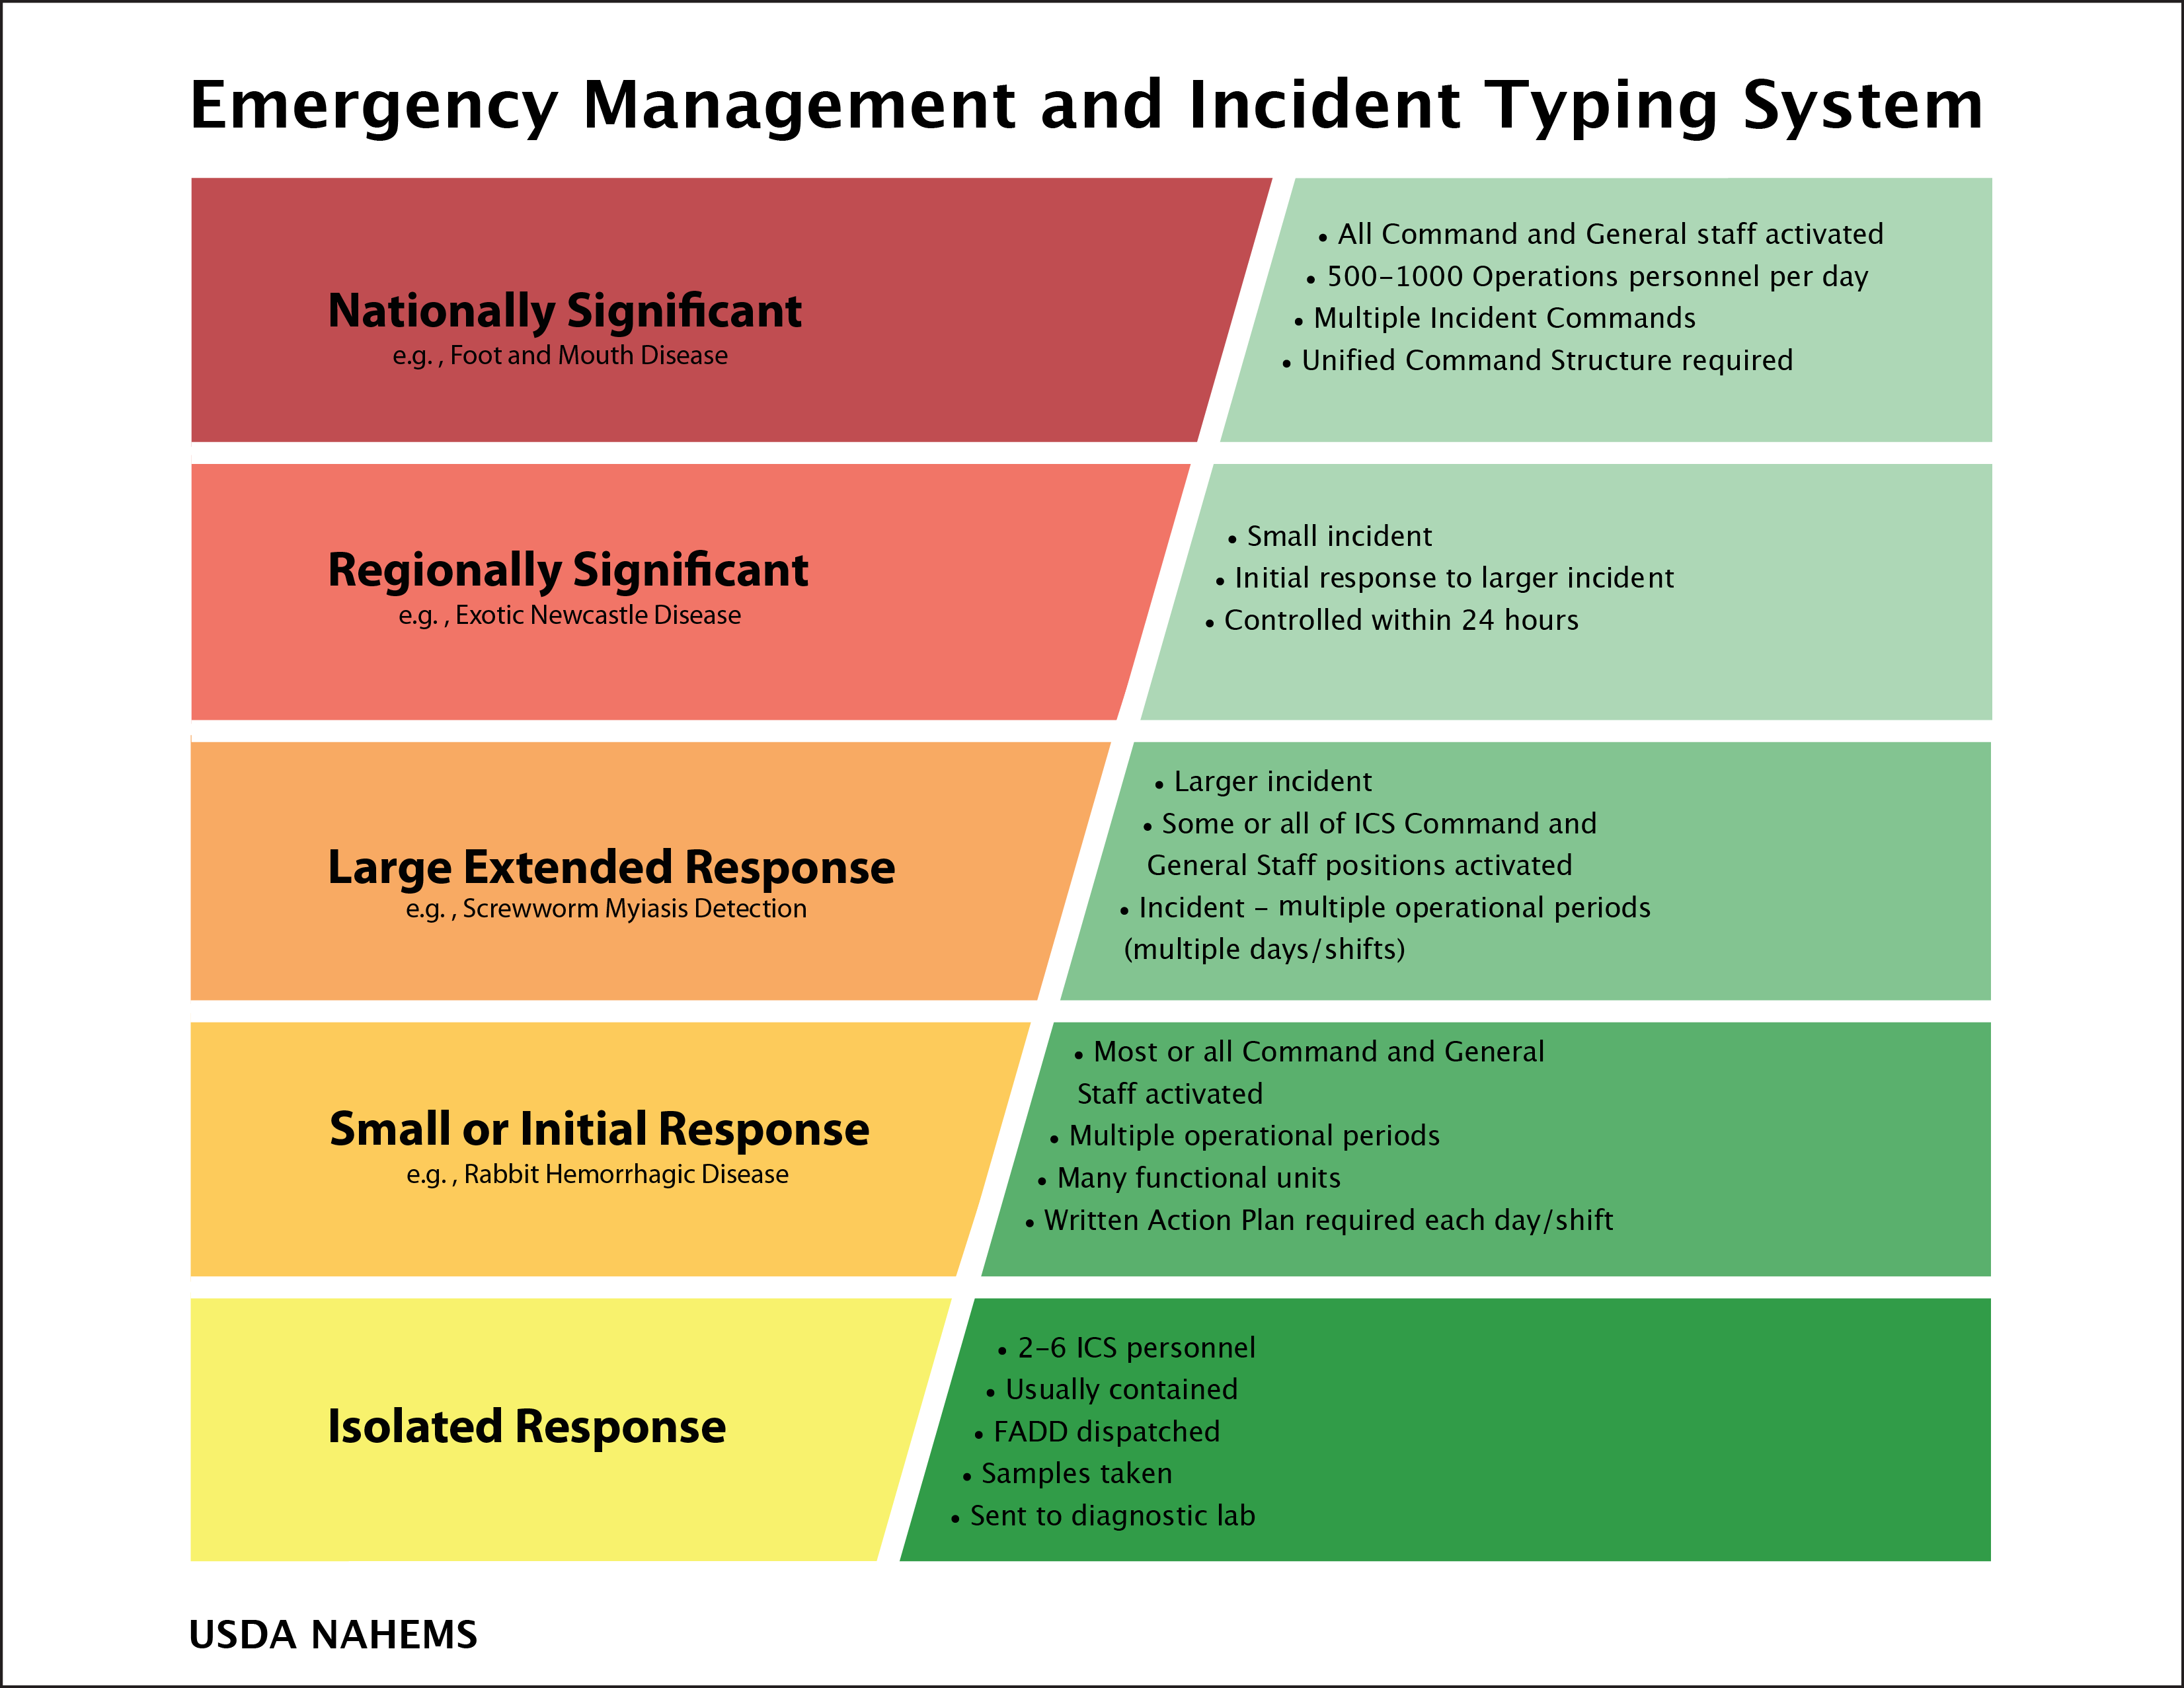 Emergency Management and Incident Typing System
Nationally Significant
e.g. , Foot and Mouth Disease
• All Command and General staff activated
• 500-1000 Operations personnel per day
• Multiple Incident Commands
• Unified Command Structure required
Regionally Significant
e.g. , Exotic Newcastle Disease
• Small incident
• Initial response to larger incident
• Controlled within 24 hours
Large Extended Response
e.g. , Screwworm Myiasis Detection
• Larger incident
• Some or all of ICS Command and
General Staff positions activated
• Incident - multiple operational periods
(multiple days/shifts)
Small or Initial Response
e.g. , Rabbit Hemorrhagic Disease
• Most or all Command and General
Staff activated
• Multiple operational periods
• Many functional units
• Written Action Plan required each day/shift
Isolated Response
• 2-6 ICS personnel
• Usually contained
• FADD dispatched
• Samples taken
• Sent to diagnostic lab
USDA NAHEMS